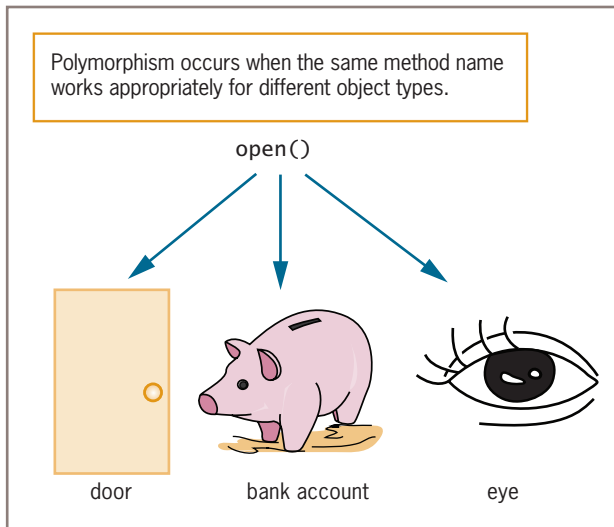 Polymorphism occurs when the same method name
works appropriately for different object types.
open()
door
bank account
eye